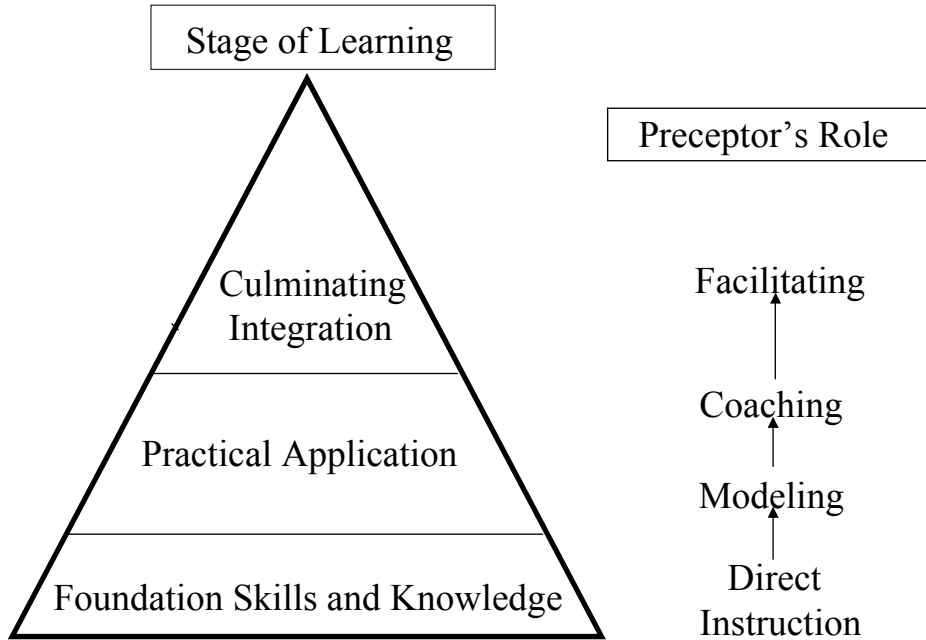 Stage of Learning
Preceptor’s Role
Culminating
Integration
Practical Application
Foundation Skills and Knowledge
Facilitating
Coaching
Modeling
Direct
Instruction